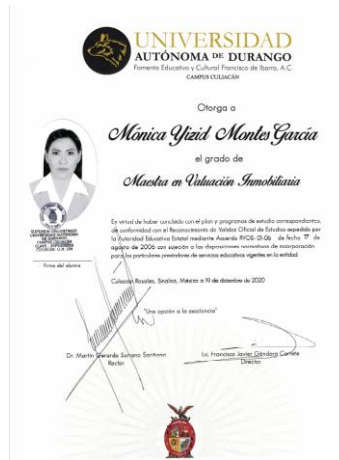 UNIVERSIDAD
AUTÓNOMA DE DURANGO
Fomento Educativo y Cultural Francisco de Ibarra, A.C
CAMPUS CULIACÁN
Otorga a
Mónica Yizid Montes García
el grado de
Maestra en Valuación Inmobiliaria
En virtud de haber concluido con el plan y programas de estudio correspondientes,
de conformidad con el Reconocimiento de Validez Oficial de Estudios expedido por
la Autoridad Educativa Estatal mediante Acuerdo RVOE-01-06 de fecha 1º de
agosto de 2006 con sujeción a las disposiciones normativas de incorporación
para los particulares prestadores de servicios educativos vigentes en la entidad.
Firma del alumno
Culiacán Rosales, Sinaloa, México a 19 de diciembre de 2020
"Una opción a la excelencia"
Dr. Martín Gerardo Soriano Sariñana
Rector
Lic. Francisco Javier Góndara Cañete
Director